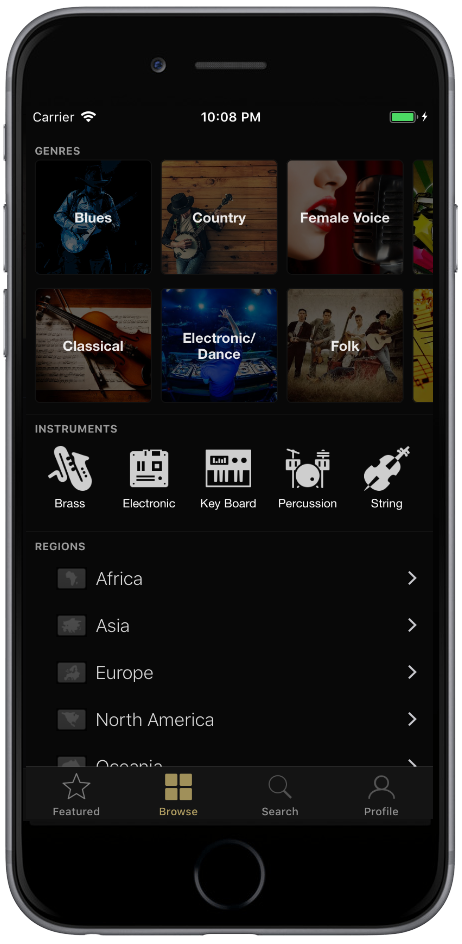 Carrier 10:08 PM
GENRES
Blues
Country
Female Voice
Classical
Electronic/
Dance
Folk
INSTRUMENTS
Brass
Electronic
Key Board
Percussion
String
REGIONS
Africa
Asia
Europe
North America
Oceania
Featured
Browse
Search
Profile